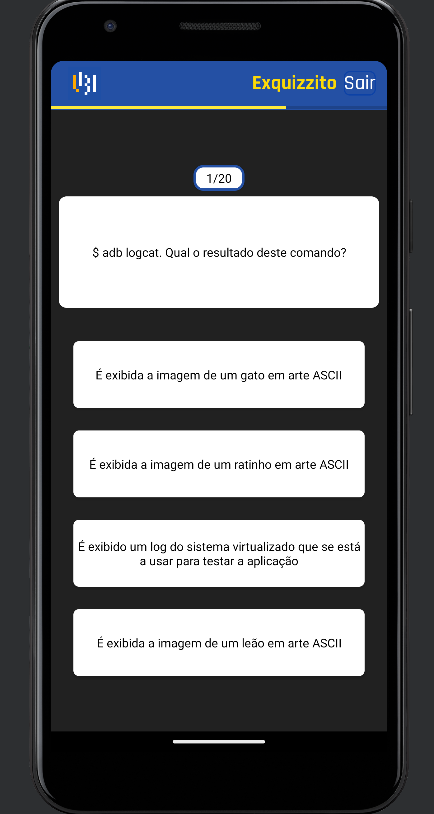 Exquizzito Sair
1/20
$ adb logcat. Qual o resultado deste comando?
É exibida a imagem de um gato em arte ASCII
É exibida a imagem de um ratinho em arte ASCII
É exibido um log do sistema virtualizado que se está
a usar para testar a aplicação
É exibida a imagem de um leão em arte ASCII